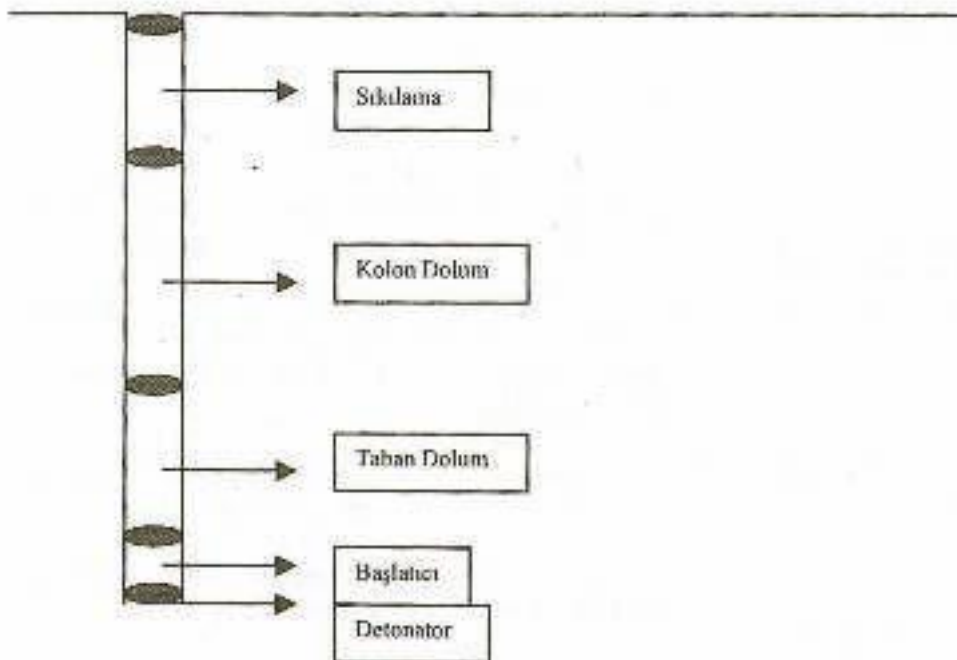 Sıkılama
Kolon Dolum
Taban Dolum
Başlatıcı
Detonator